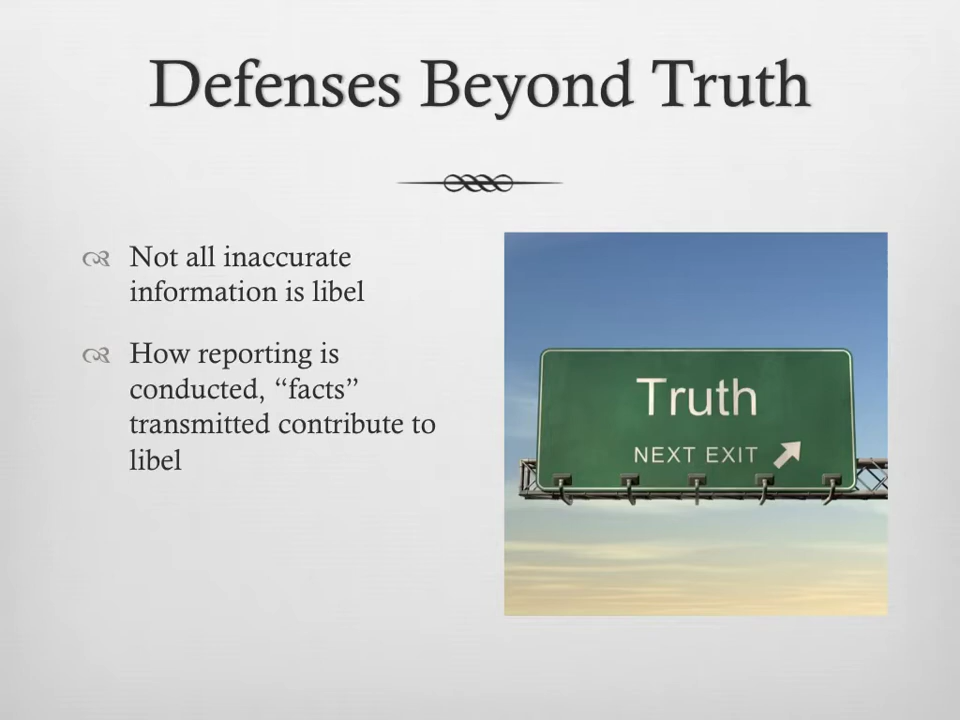 Defenses Beyond Truth
Not all inaccurate
information is libel
How reporting is
conducted, “facts”
transmitted contribute to
libel
Truth
NEXT EXIT